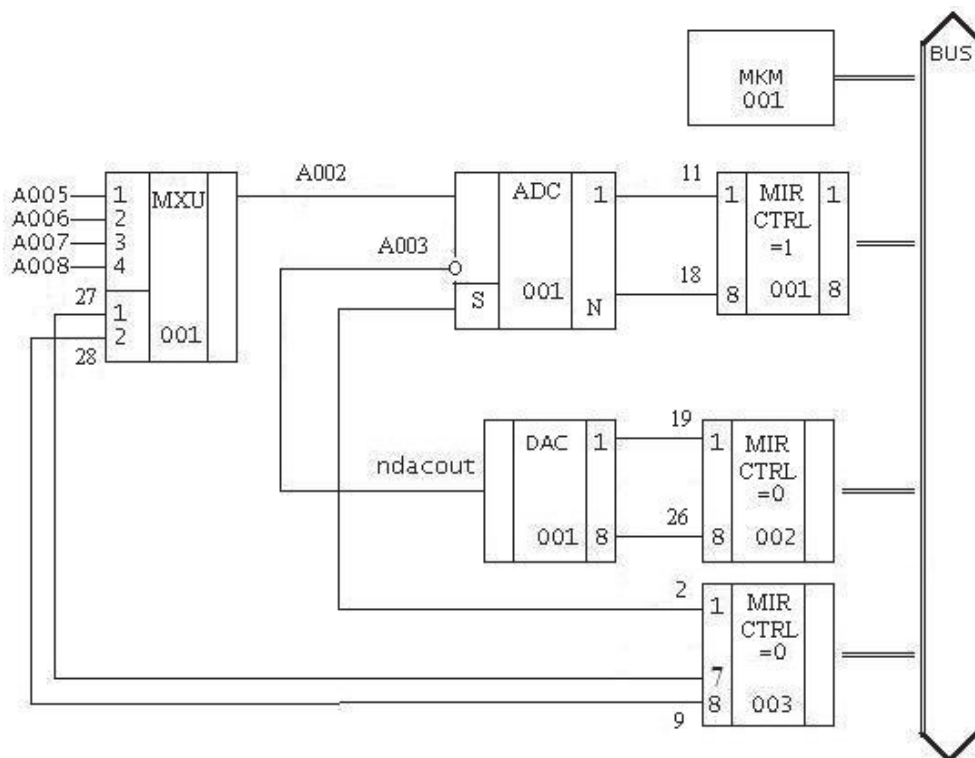 BUS
MKM
001
A002
11
A005 1 MXU
A006 2
A007 3
A008 4
27
1
2 001
28
A003
ADC 1
S 001 N
18
1 MIR 1
CTRL
=1
8 001 8
ndacout
DAC 1
001 8
19
26
1 MIR
CTRL
=0
8 002
2
1 MIR
CTRL
=0
7
8 003
9